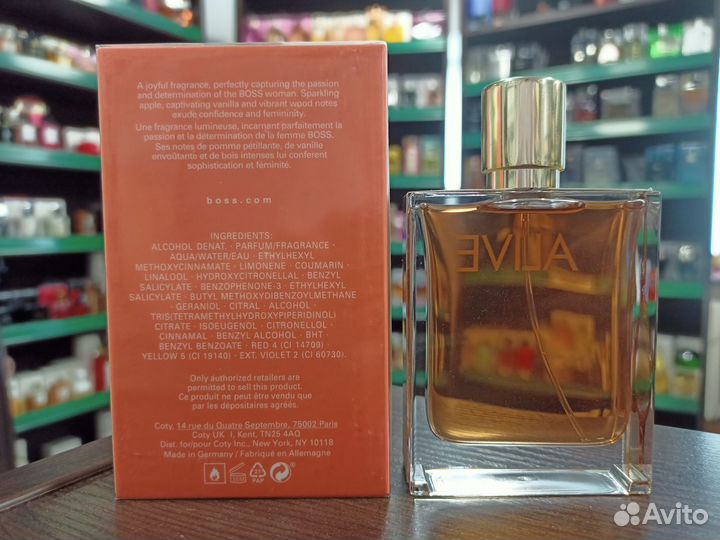 A joyful fragrance, perfectly capturing the passion
and determination of the BOSS woman. Sparkling
apple, captivating vanilla and vibrant wood notes
exude confidence and femininity.
Une fragrance lumineuse, incarnant parfaitement la
passion et la détermination de la femme BOSS.
Ses notes de pomme pétillante, de vanille
envoûtante et de bois intenses lui confèrent
sophistication et féminité.
boss.com
INGREDIENTS:
ALCOHOL DENAT. · PARFUM/FRAGRANCE ·
AQUA/WATER/EAU · ETHYLHEXYL
METHOXYCINNAMATE · LIMONENE · COUMARIN ·
LINALOOL · HYDROXYCITRONELLAL · BENZYL
SALICYLATE · BENZOPHENONE-3 · ETHYLHEXYL
SALICYLATE · BUTYL METHOXYDIBENZOYLMETHANE
· GERANIOL · CITRAL · ALCOHOL ·
TRIS(TETRAMETHYLHYDROXYPIPERIDINOL)
CITRATE · ISOEUGENOL · CITRONELLOL ·
CINNAMAL · BENZYL ALCOHOL · BHT ·
BENZYL BENZOATE · RED 4 (CI 14700) ·
YELLOW 5 (CI 19140) · EXT. VIOLET 2 (CI 60730).
Only authorized retailers are
permitted to sell this product.
Ce produit ne peut être vendu que
par les dépositaires agréés.
Coty, 14 rue du Quatre Septembre, 75002 Paris
Coty UK I, Kent, TN25 4AQ
Dist. for/pour Coty Inc., New York, NY 10118
Made in Germany / Fabriqué en Allemagne
PAP
ALIVE
Avito